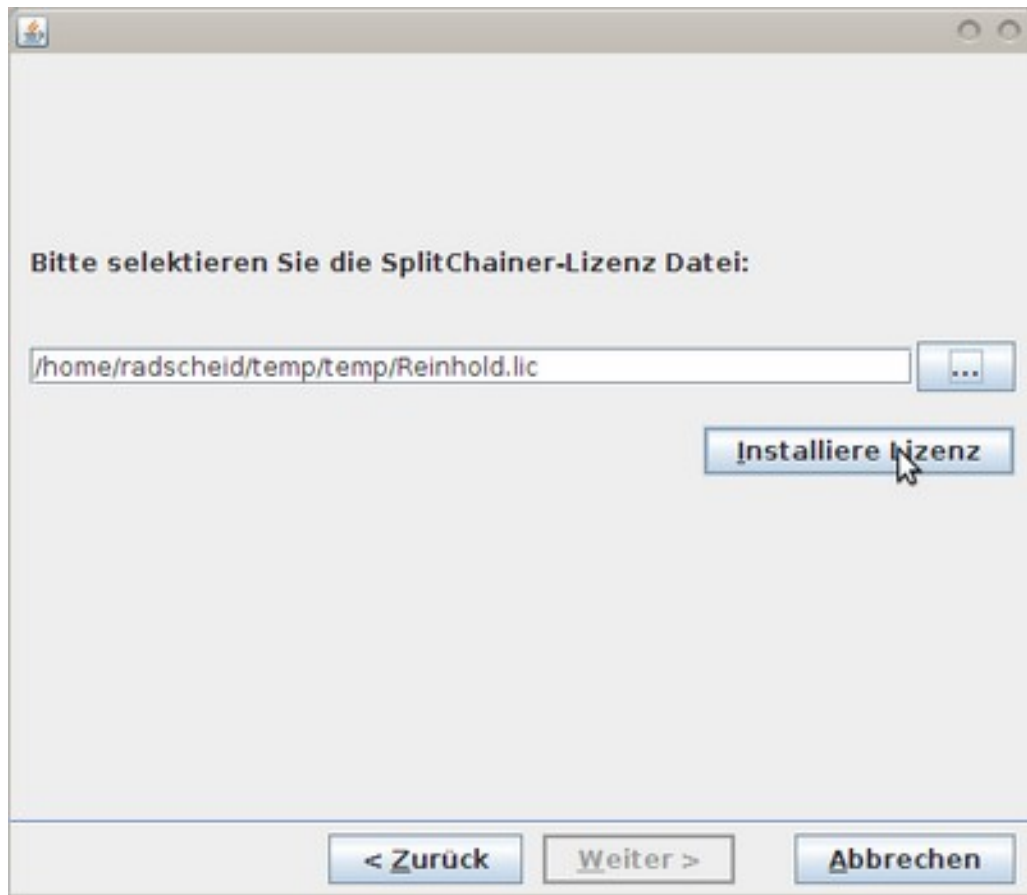 Bitte selektieren Sie die SplitChainer-Lizenz Datei:
/home/radscheid/temp/temp/Reinhold.lic
...
Installiere Lizenz
< Zurück Weiter > Abbrechen